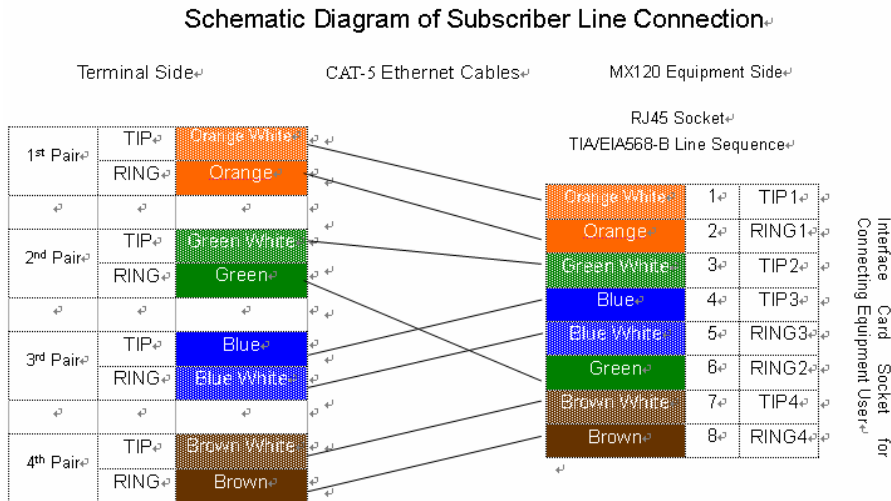 Schematic Diagram of Subscriber Line Connection
Terminal Side
CAT-5 Ethernet Cables
MX120 Equipment Side
RJ45 Socket
TIA/EIA568-B Line Sequence
1st Pair
TIP
Orange White
RING
Orange
2nd Pair
TIP
Green White
RING
Green
3rd Pair
TIP
Blue
RING
Blue White
4th Pair
TIP
Brown White
RING
Brown
Orange White 1 TIP1
Orange 2 RING1
Green White 3 TIP2
Blue 4 TIP3
Blue White 5 RING3
Green 6 RING2
Brown White 7 TIP4
Brown 8 RING4
Interface Card Socket for
Connecting Equipment User